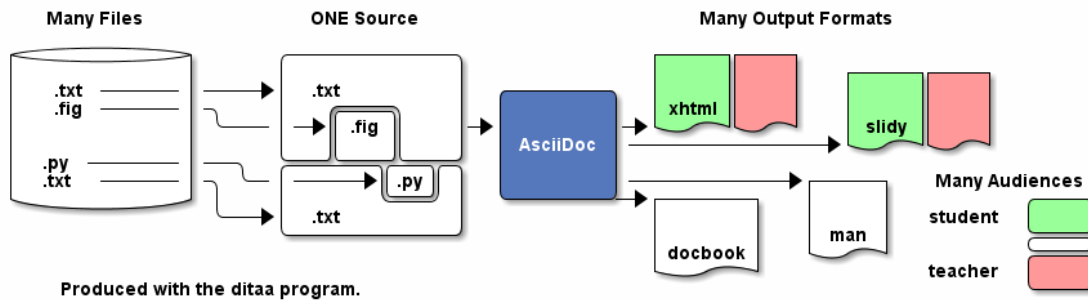 Many Files
ONE Source
Many Output Formats
.txt
.fig
.py
.txt
.txt
.fig
.py
.txt
AsciiDoc
xhtml
slidy
docbook
man
Many Audiences
student
teacher
Produced with the ditaa program.